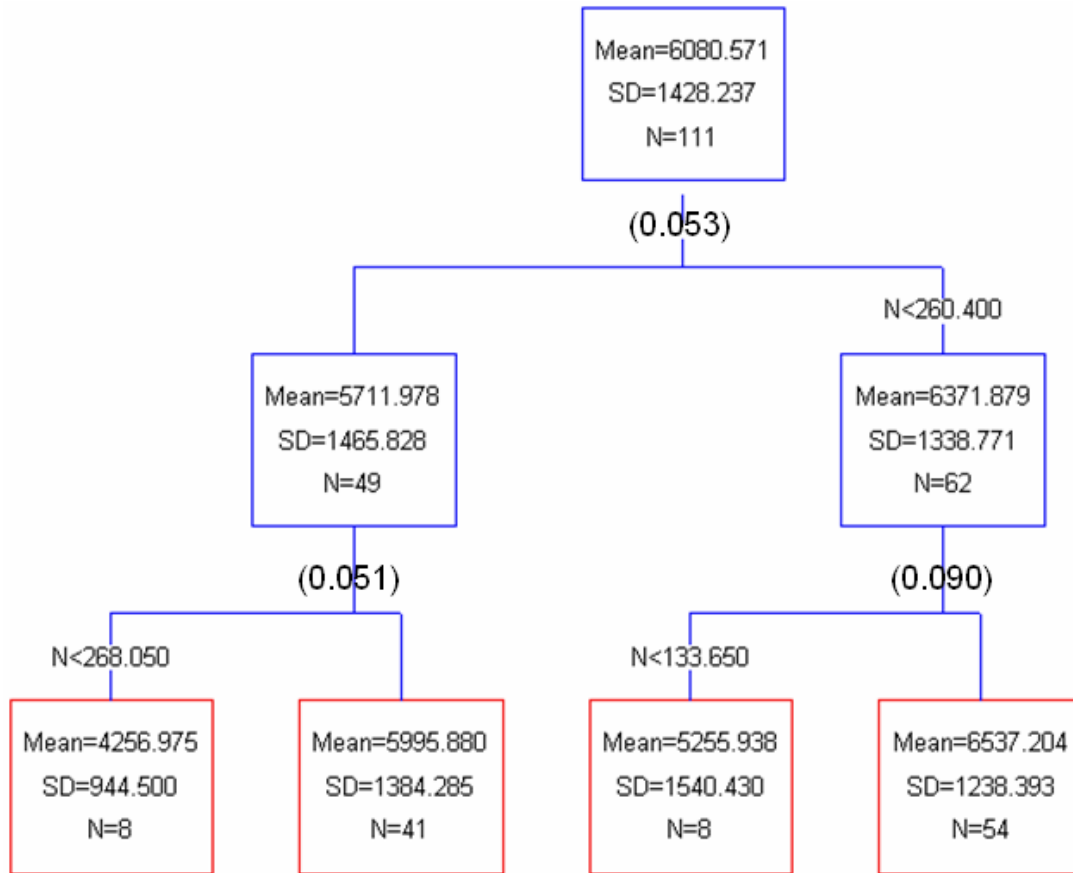 Mean=6080.571
SD=1428.237
N=111
(0.053)
N<260.400
Mean=5711.978
SD=1465.828
N=49
Mean=6371.879
SD=1338.771
N=62
(0.051)
(0.090)
N<268.050
N<133.650
Mean=4256.975
SD=944.500
N=8
Mean=5995.880
SD=1384.285
N=41
Mean=5255.938
SD=1540.430
N=8
Mean=6537.204
SD=1238.393
N=54